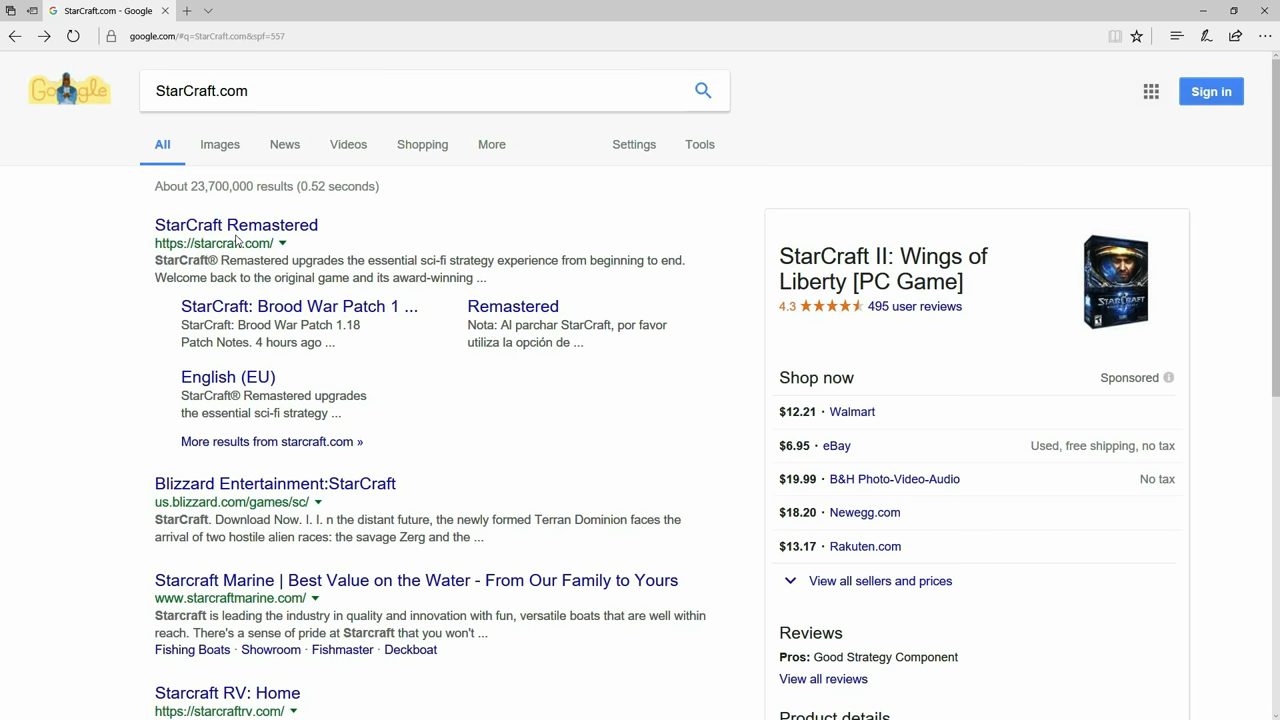 StarCraft.com - Google
google.com/#q=StarCraft.com&spf=557
Google
StarCraft.com
Sign in
All Images News Videos Shopping More Settings Tools
About 23,700,000 results (0.52 seconds)
StarCraft Remastered
https://starcraft.com/
StarCraft® Remastered upgrades the essential sci-fi strategy experience from beginning to end.
Welcome back to the original game and its award-winning ...
StarCraft: Brood War Patch 1 ...
StarCraft: Brood War Patch 1.18
Patch Notes. 4 hours ago ...
Remastered
Nota: Al parchar StarCraft, por favor
utiliza la opción de ...
English (EU)
StarCraft® Remastered upgrades
the essential sci-fi strategy ...
More results from starcraft.com »
Blizzard Entertainment:StarCraft
us.blizzard.com/games/sc/
StarCraft. Download Now. I. I. n the distant future, the newly formed Terran Dominion faces the
arrival of two hostile alien races: the savage Zerg and the ...
Starcraft Marine | Best Value on the Water - From Our Family to Yours
www.starcraftmarine.com/
Starcraft is leading the industry in quality and innovation with fun, versatile boats that are well within
reach. There's a sense of pride at Starcraft that you won't ...
Fishing Boats · Showroom · Fishmaster · Deckboat
Starcraft RV: Home
https://starcraftrv.com/
StarCraft II: Wings of
Liberty [PC Game]
4.3 495 user reviews
STARCRAFT
Shop now Sponsored
$12.21 · Walmart
$6.95 · eBay Used, free shipping, no tax
$19.99 · B&H Photo-Video-Audio No tax
$18.20 · Newegg.com
$13.17 · Rakuten.com
View all sellers and prices
Reviews
Pros: Good Strategy Component
View all reviews
Product details